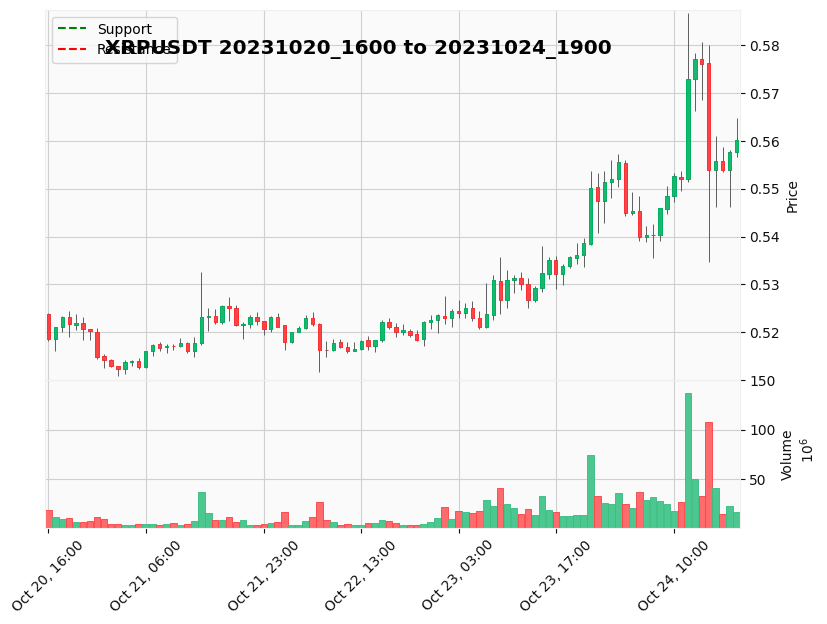 Support
Resistance
XRPUSDT 20231020_1600 to 20231024_1900
0.58
0.57
0.56
0.55
0.54
0.53
0.52
Price
150
100
50
Volume
10^6
Oct 20, 16:00
Oct 21, 06:00
Oct 21, 23:00
Oct 22, 13:00
Oct 23, 03:00
Oct 23, 17:00
Oct 24, 10:00